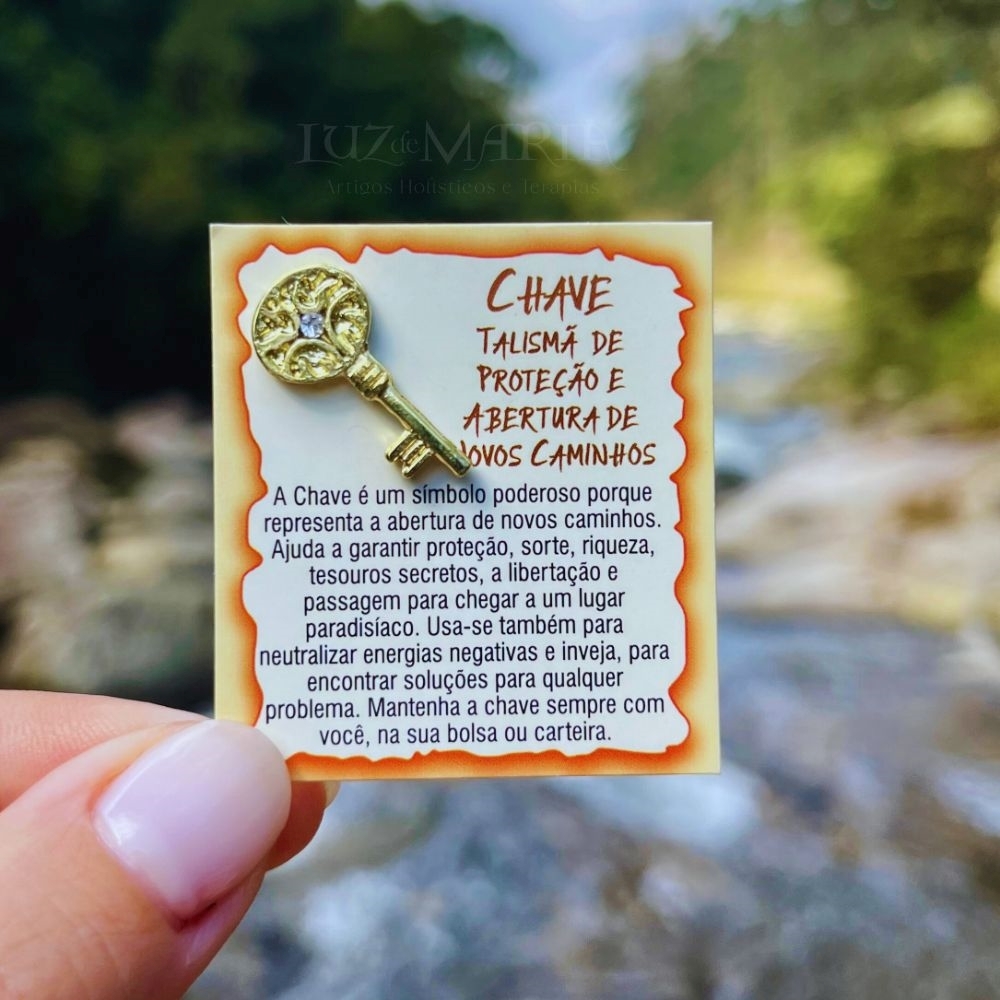 LUZ de MARIA
Artigos Holísticos e Terapias
CHAVE
TALISMÃ DE
PROTEÇÃO E
ABERTURA DE
NOVOS CAMINHOS
A Chave é um símbolo poderoso porque
representa a abertura de novos caminhos.
Ajuda a garantir proteção, sorte, riqueza,
tesouros secretos, a libertação e
passagem para chegar a um lugar
paradisíaco. Usa-se também para
neutralizar energias negativas e inveja, para
encontrar soluções para qualquer
problema. Mantenha a chave sempre com
você, na sua bolsa ou carteira.